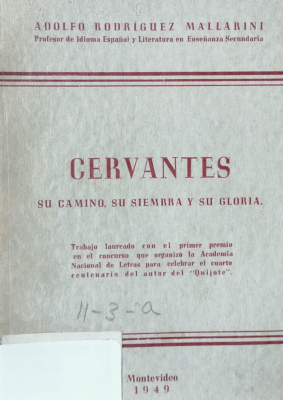 ADOLFO RODRÍGUEZ MALLARINI
Profesor de Idioma Español y Literatura en Enseñanza Secundaria
CERVANTES
SU CAMINO, SU SIEMBRA Y SU GLORIA.
Trabajo laureado con el primer premio
en el concurso que organizó la Academia
Nacional de Letras para celebrar el cuarto
centenario del autor del "Quijote".
11-3-a
Montevideo
1949